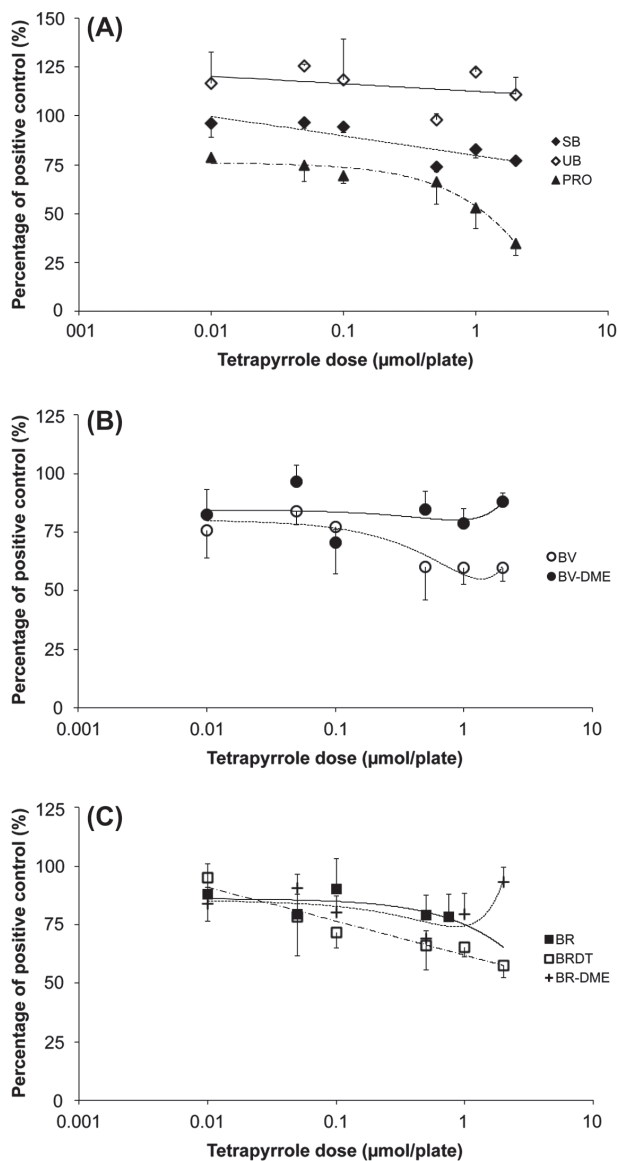 (A)
Percentage of positive control (%)
150
125
100
75
50
25
0
001
0.01
0.1
1
10
Tetrapyrrole dose (µmol/plate)
SB
UB
PRO
(B)
Percentage of positive control (%)
125
100
75
50
25
0
0.001
0.01
0.1
1
10
Tetrapyrrole dose (µmol/plate)
BV
BV-DME
(C)
Percentage of positive control (%)
125
100
75
50
25
0
0.001
0.01
0.1
1
10
Tetrapyrrole dose (µmol/plate)
BR
BRDT
BR-DME